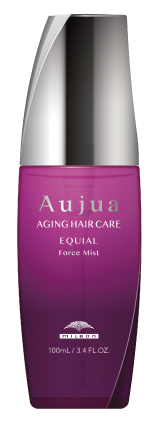 Aujua
AGING HAIR CARE
EQUIAL
Force Mist
milbon
100mL / 3.4 FL.OZ.